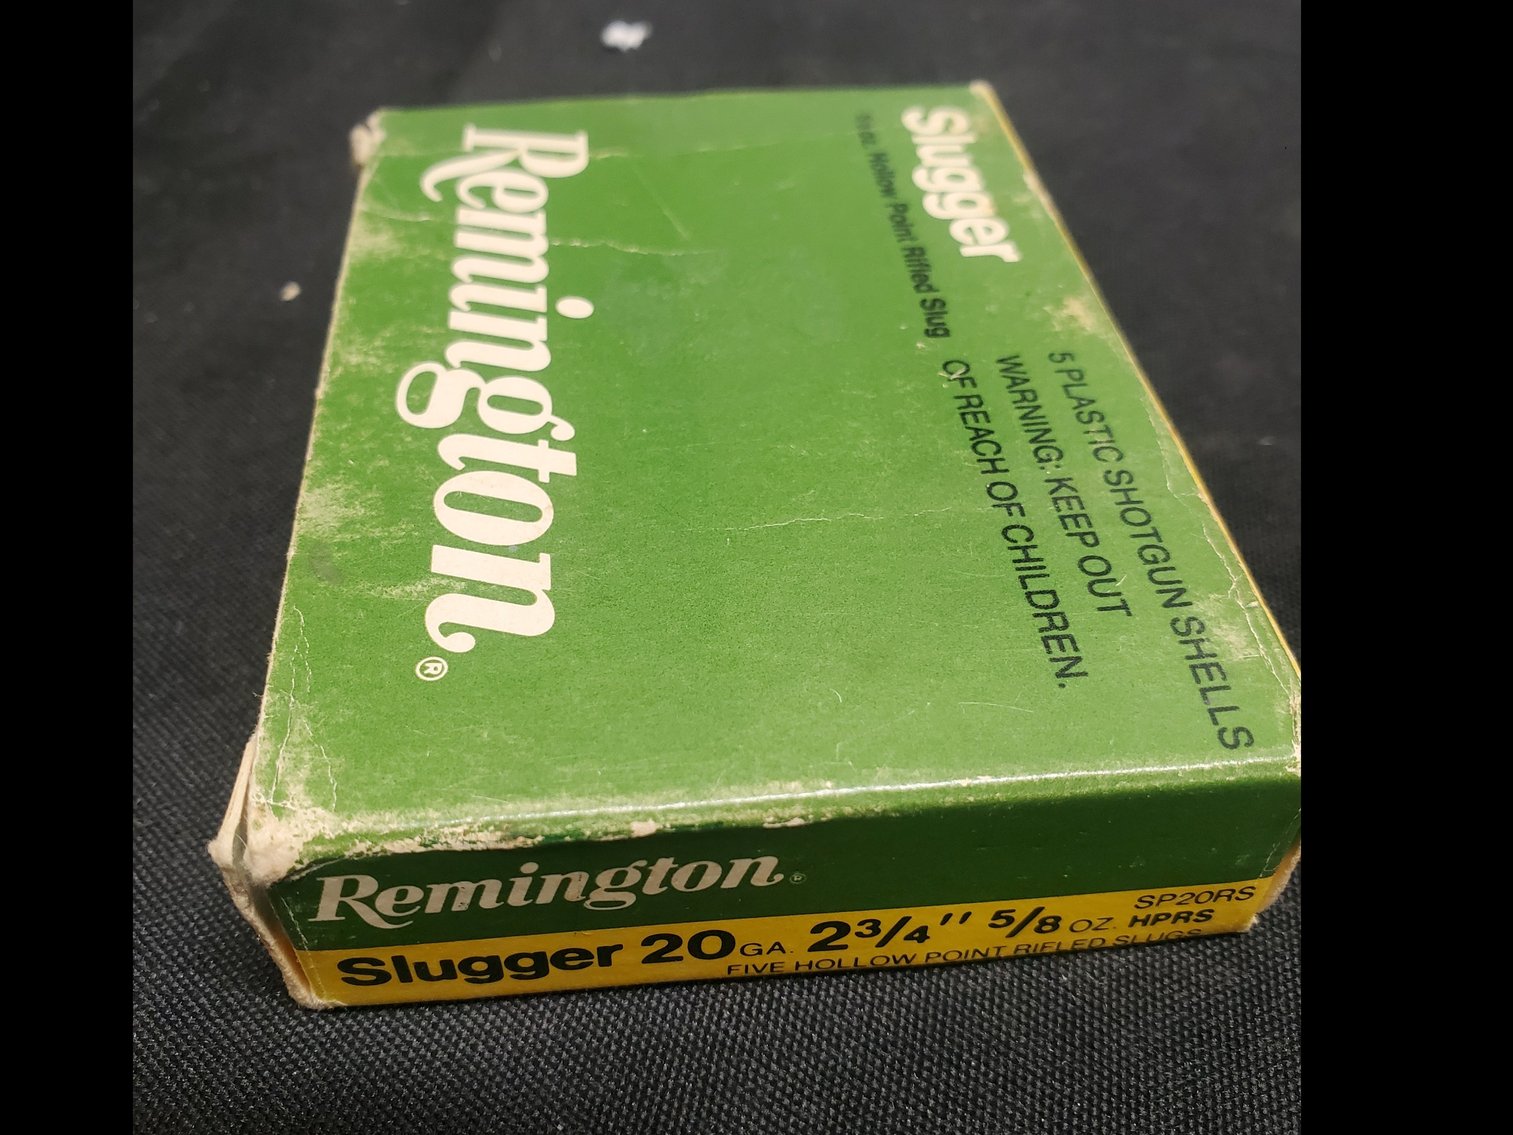 Remington®
Slugger
5/8 oz. Hollow Point Rifled Slug
5 PLASTIC SHOTGUN SHELLS
WARNING: KEEP OUT
OF REACH OF CHILDREN.
Remington®
SP20RS
Slugger 20 GA. 2 3/4" 5/8 OZ. HPRS
FIVE HOLLOW POINT RIFLED SLUGS